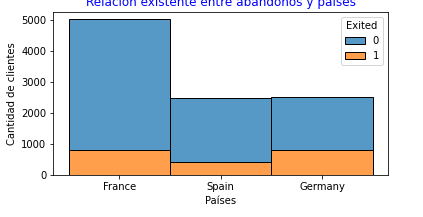 Relación existente entre abandonos y países
Exited
0
1
5000
4000
3000
2000
1000
0
Cantidad de clientes
France
Spain
Germany
Países